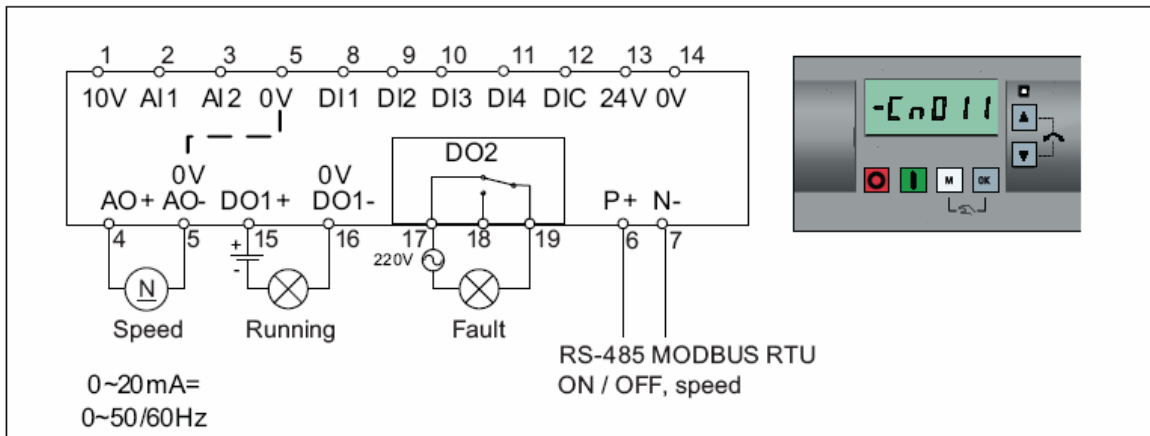 1 2 3 5 8 9 10 11 12 13 14
10V AI1 AI2 0V DI1 DI2 DI3 DI4 DIC 24V 0V
DO2
0V 0V
AO+ AO- DO1+ DO1- P+ N-
4 5 15 16 17 18 19 6 7
+
-
220V
N
Speed Running Fault
RS-485 MODBUS RTU
ON / OFF, speed
0~20mA=
0~50/60Hz
-Cn011
M OK